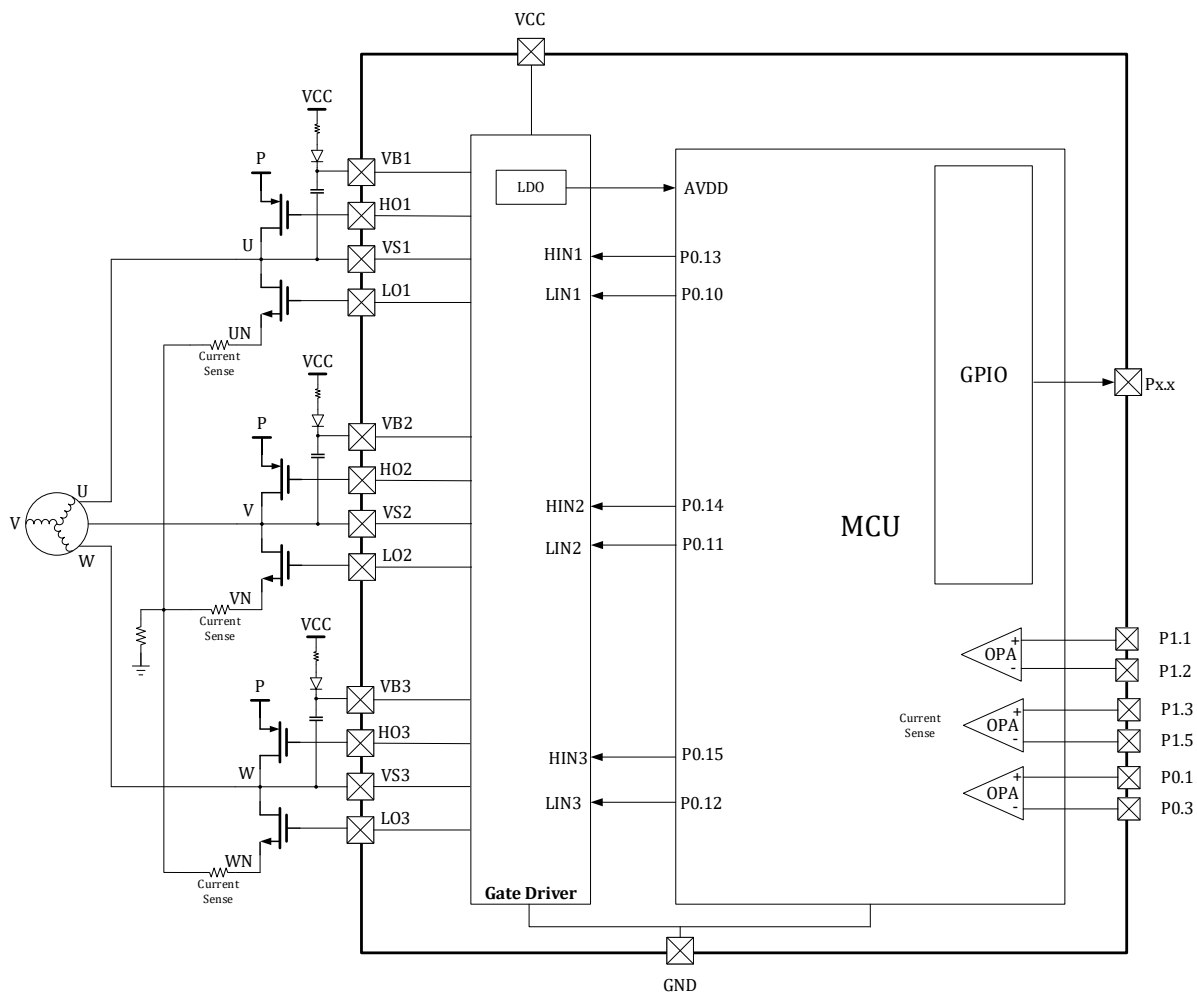 VCC
VCC
P
VB1
LDO
AVDD
HO1
U
VS1
HIN1
P0.13
LO1
LIN1
P0.10
UN
Current
Sense
VCC
GPIO
Px.x
P
VB2
HO2
U
V
V
VS2
HIN2
P0.14
MCU
W
LO2
LIN2
P0.11
VN
Current
Sense
VCC
P
VB3
HO3
W
VS3
HIN3
P0.15
LO3
LIN3
P0.12
WN
Current
Sense
+
OPA
-
P1.1
P1.2
Current
Sense
+
OPA
-
P1.3
P1.5
+
OPA
-
P0.1
P0.3
Gate Driver
GND